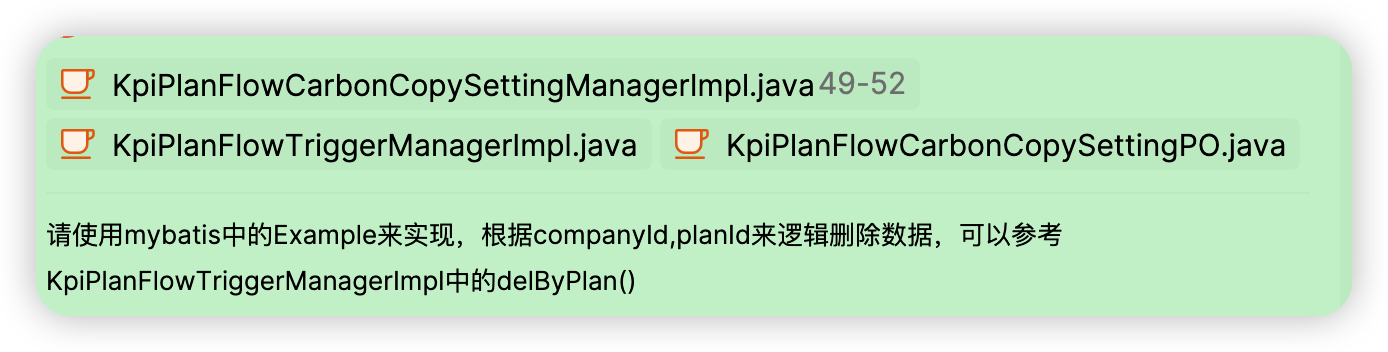 KpiPlanFlowCarbonCopySettingManagerImpl.java 49-52
KpiPlanFlowTriggerManagerImpl.java KpiPlanFlowCarbonCopySettingPO.java
请使用mybatis中的Example来实现，根据companyId,planId来逻辑删除数据，可以参考
KpiPlanFlowTriggerManagerImpl中的delByPlan()